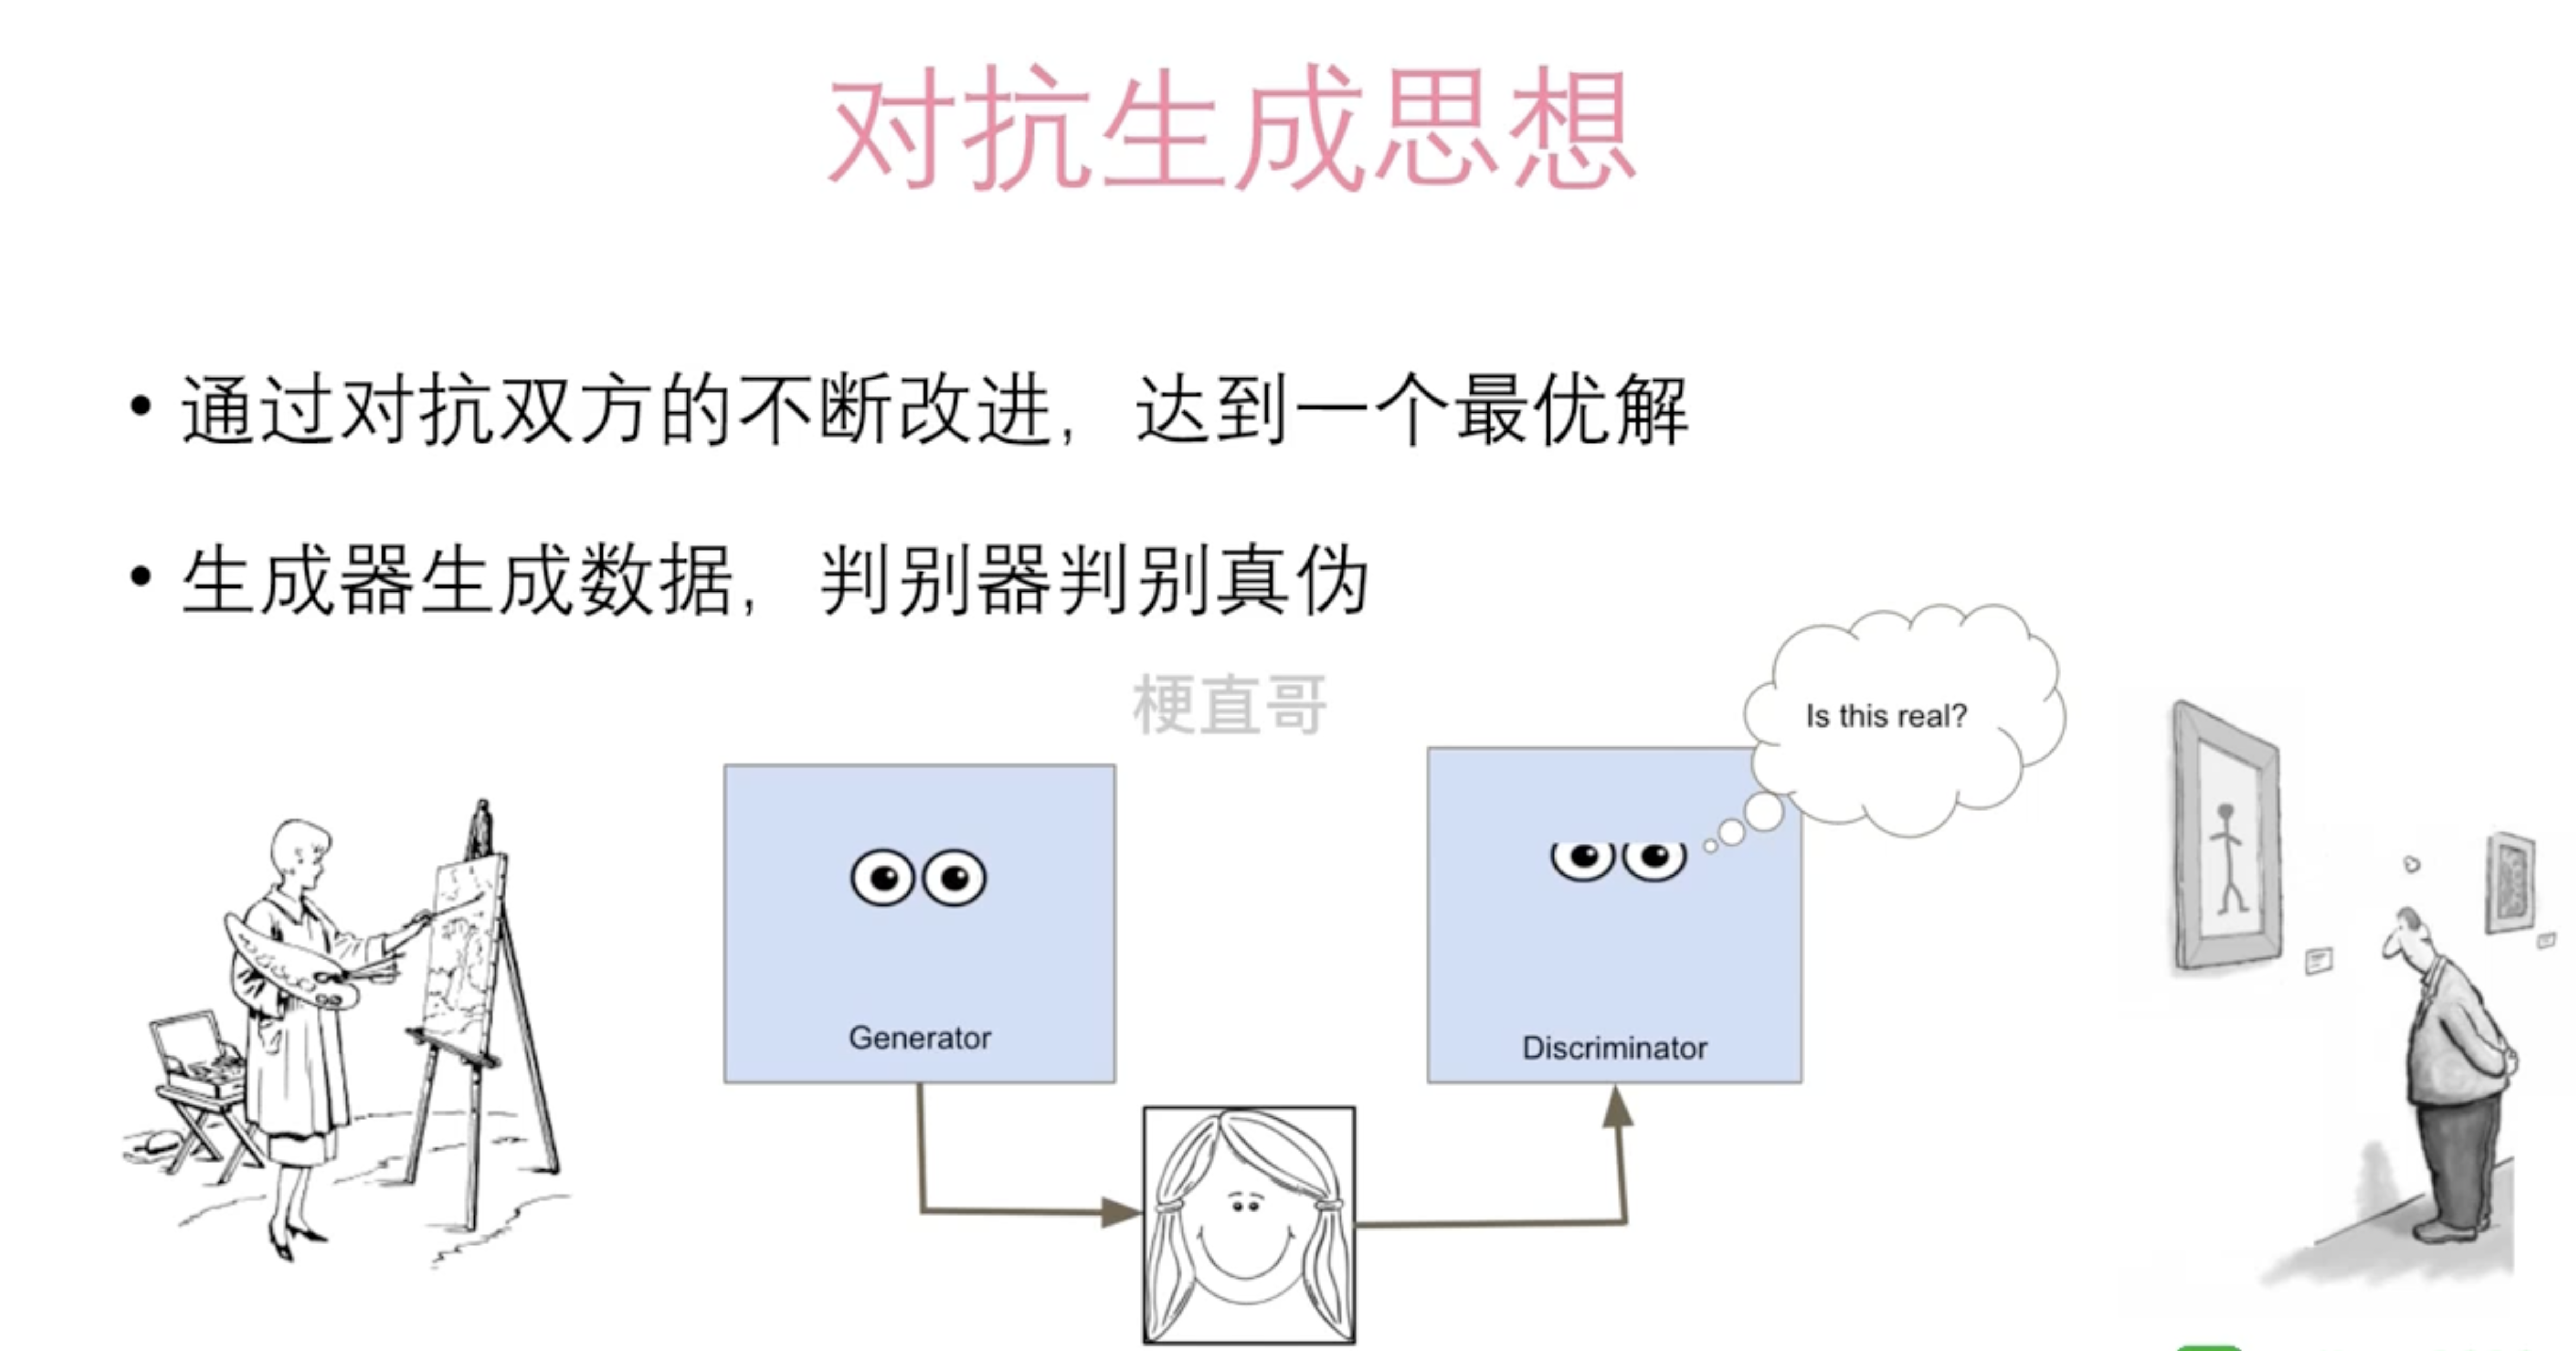 对抗生成思想
• 通过对抗双方的不断改进，达到一个最优解
• 生成器生成数据，判别器判别真伪
梗直哥
Is this real?
Generator
Discriminator